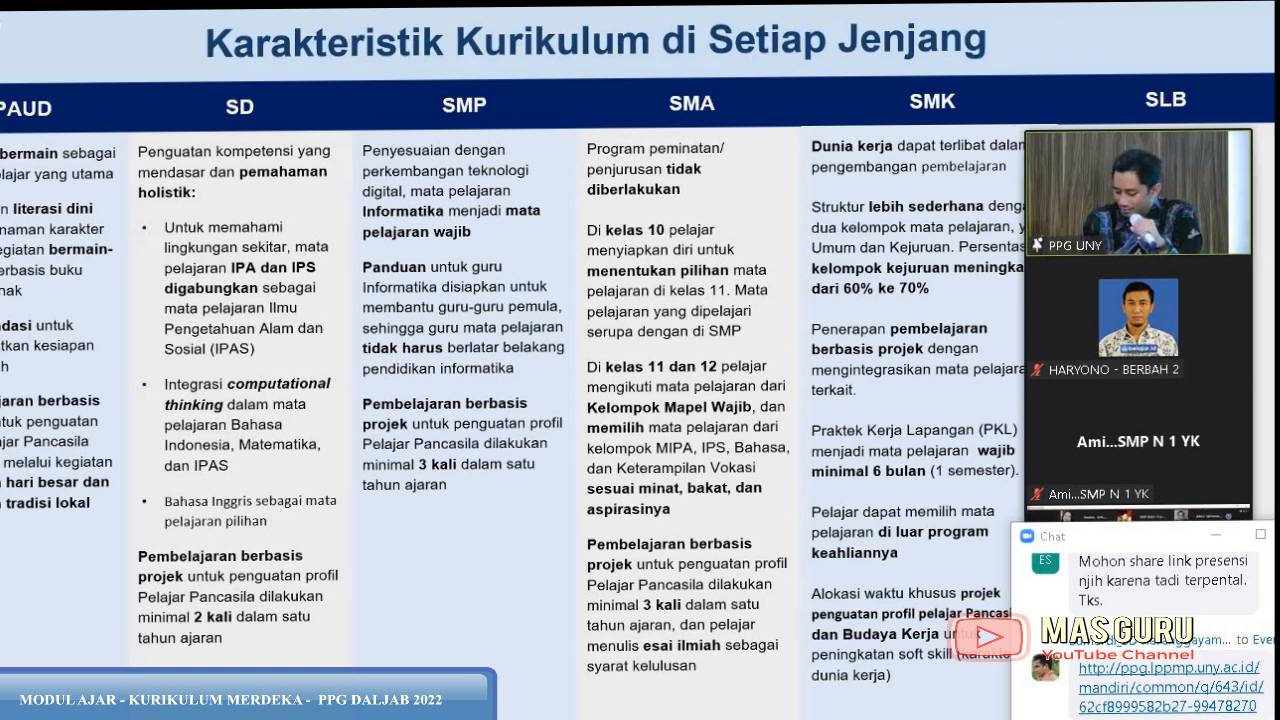 Karakteristik Kurikulum di Setiap Jenjang
PAUD
bermain sebagai
lajar yang utama
literasi dini
naman karakter
egiatan bermain-
erbasis buku
nak
dasi untuk
tkan kesiapan
jaran berbasis
tuk penguatan
jar Pancasila
melalui kegiatan
hari besar dan
tradisi lokal
SD
Penguatan kompetensi yang
mendasar dan pemahaman
holistik:
• Untuk memahami
lingkungan sekitar, mata
pelajaran IPA dan IPS
digabungkan sebagai
mata pelajaran Ilmu
Pengetahuan Alam dan
Sosial (IPAS)
• Integrasi computational
thinking dalam mata
pelajaran Bahasa
Indonesia, Matematika,
dan IPAS
• Bahasa Inggris sebagai mata
pelajaran pilihan
Pembelajaran berbasis
projek untuk penguatan profil
Pelajar Pancasila dilakukan
minimal 2 kali dalam satu
tahun ajaran
SMP
Penyesuaian dengan
perkembangan teknologi
digital, mata pelajaran
Informatika menjadi mata
pelajaran wajib
Panduan untuk guru
Informatika disiapkan untuk
membantu guru-guru pemula,
sehingga guru mata pelajaran
tidak harus berlatar belakang
pendidikan informatika
Pembelajaran berbasis
projek untuk penguatan profil
Pelajar Pancasila dilakukan
minimal 3 kali dalam satu
tahun ajaran
SMA
Program peminatan/
penjurusan tidak
diberlakukan
Di kelas 10 pelajar
menyiapkan diri untuk
menentukan pilihan mata
pelajaran di kelas 11. Mata
pelajaran yang dipelajari
serupa dengan di SMP
Di kelas 11 dan 12 pelajar
mengikuti mata pelajaran dari
Kelompok Mapel Wajib, dan
memilih mata pelajaran dari
kelompok MIPA, IPS, Bahasa,
dan Keterampilan Vokasi
sesuai minat, bakat, dan
aspirasinya
Pembelajaran berbasis
projek untuk penguatan profil
Pelajar Pancasila dilakukan
minimal 3 kali dalam satu
tahun ajaran, dan pelajar
menulis esai ilmiah sebagai
syarat kelulusan
SMK
Dunia kerja dapat terlibat dalam
pengembangan pembelajaran
Struktur lebih sederhana denga
dua kelompok mata pelajaran, y
Umum dan Kejuruan. Persentas
kelompok kejuruan meningka
dari 60% ke 70%
Penerapan pembelajaran
berbasis projek dengan
mengintegrasikan mata pelajara
terkait.
Praktek Kerja Lapangan (PKL)
menjadi mata pelajaran wajib
minimal 6 bulan (1 semester).
Pelajar dapat memilih mata
pelajaran di luar program
keahliannya
Alokasi waktu khusus projek
penguatan profil pelajar Pancasi
dan Budaya Kerja untuk
peningkatan soft skill (karakte
dunia kerja)
SLB
PPG UNY
belajar.id
HARYONO - BERBAH 2
Ami...SMP N 1 YK
Ami...SMP N 1 YK
Chat
ES
Mohon share link presensi
njih karena tadi terpental.
Tks.
to Ever
http://ppg.lppmp.uny.ac.id/
mandiri/common/q/643/id/
62cf8999582b27-99478270
MAS GURU
YouTube Channel
MODUL AJAR - KURIKULUM MERDEKA - PPG DALJAB 2022